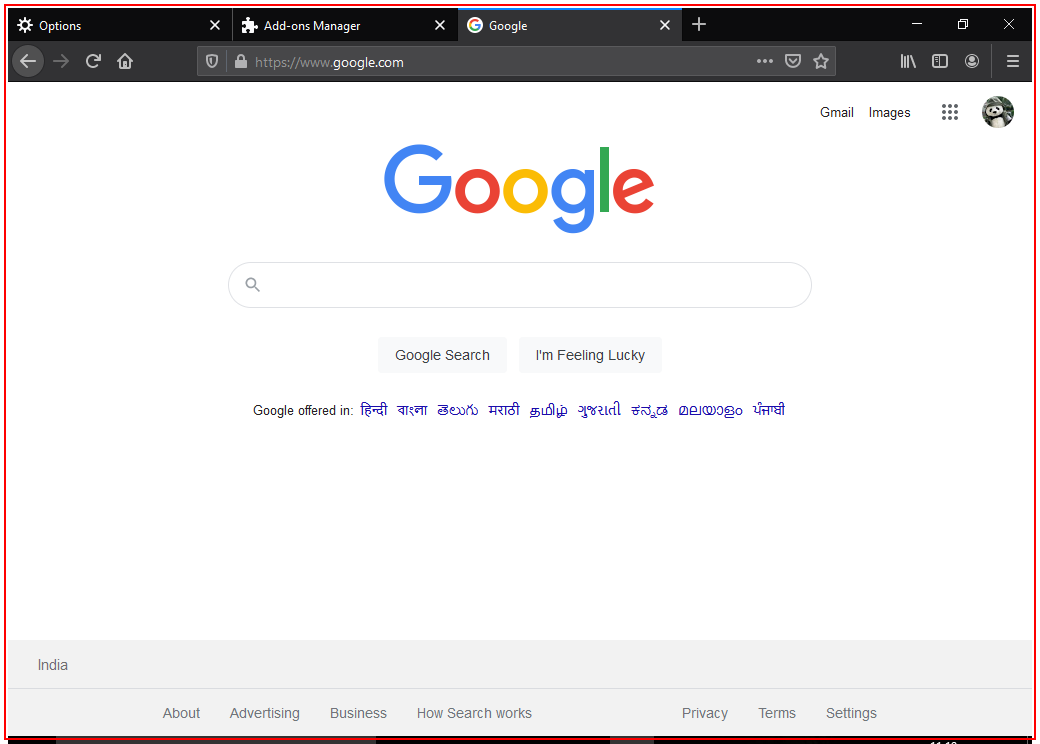 Options
Add-ons Manager
Google
https://www.google.com
Gmail Images
Google
Google Search I'm Feeling Lucky
Google offered in: हिन्दी বাংলা తెలుగు मराठी தமிழ் ગુજરાતી ಕನ್ನಡ മലയാളം ਪੰਜਾਬੀ
India
About Advertising Business How Search works Privacy Terms Settings